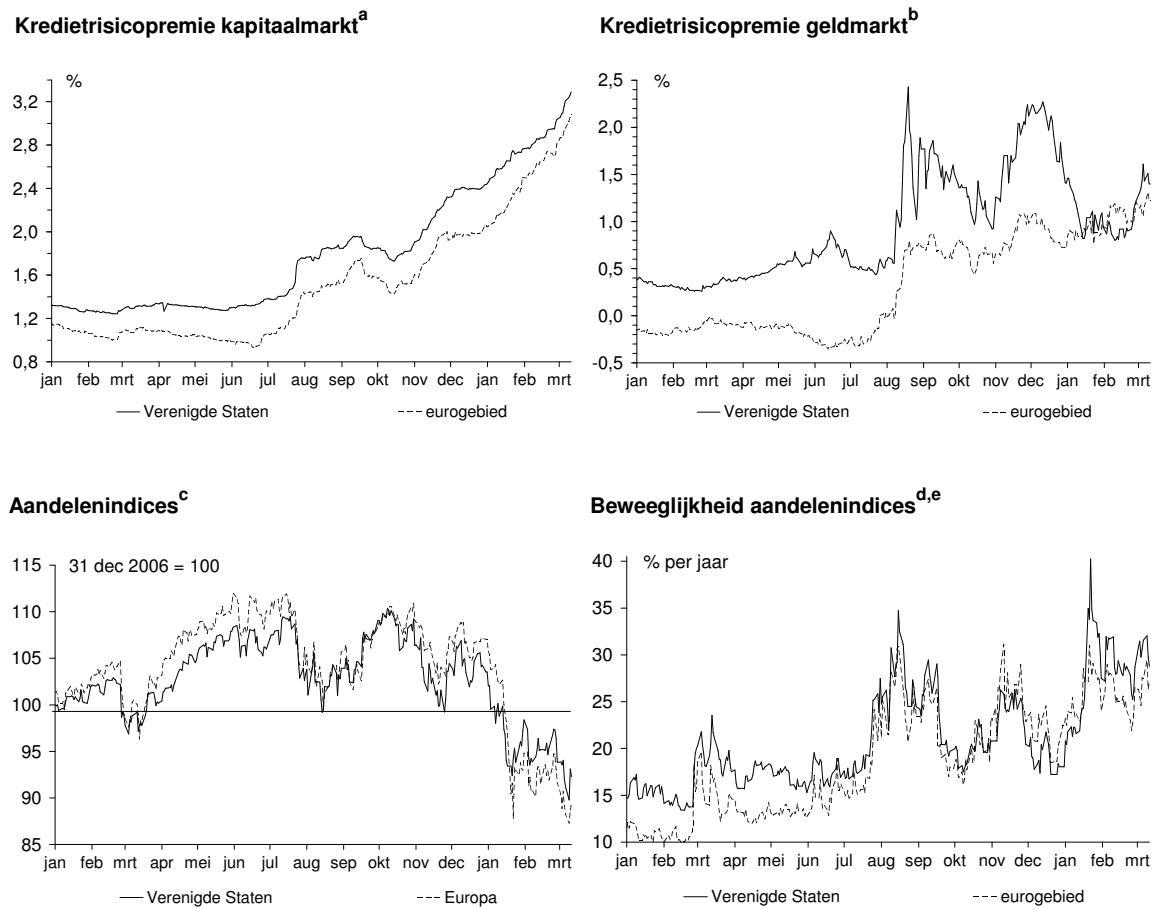 Kredietrisicopremie kapitaalmarktᵃ
%
3,2
2,8
2,4
2,0
1,6
1,2
0,8
jan feb mrt apr mei jun jul aug sep okt nov dec jan feb mrt
Verenigde Staten eurogebied
Kredietrisicopremie geldmarktᵇ
2,5
%
2,0
1,5
1,0
0,5
0,0
-0,5
jan feb mrt apr mei jun jul aug sep okt nov dec jan feb mrt
Verenigde Staten eurogebied
Aandelenindicesᶜ
115
31 dec 2006 = 100
110
105
100
95
90
85
jan feb mrt apr mei jun jul aug sep okt nov dec jan feb mrt
Verenigde Staten Europa
Beweeglijkheid aandelenindicesᵈ,ᵉ
40
% per jaar
35
30
25
20
15
10
jan feb mrt apr mei jun jul aug sep okt nov dec jan feb mrt
Verenigde Staten eurogebied